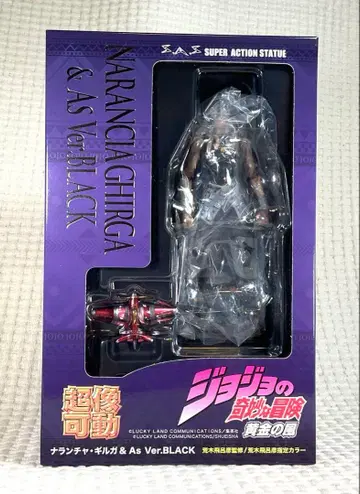 S.A.S SUPER ACTION STATUE
NARANCIA GHIRGA
& As Ver.BLACK
超像
可動
ジョジョの
奇妙な冒険
黄金の風
©LUCKY LAND COMMUNICATIONS/集英社
©LUCKY LAND COMMUNICATIONS/SHUEISHA
ナランチャ・ギルガ & As Ver.BLACK
荒木飛呂彦監修/荒木飛呂彦指定カラー